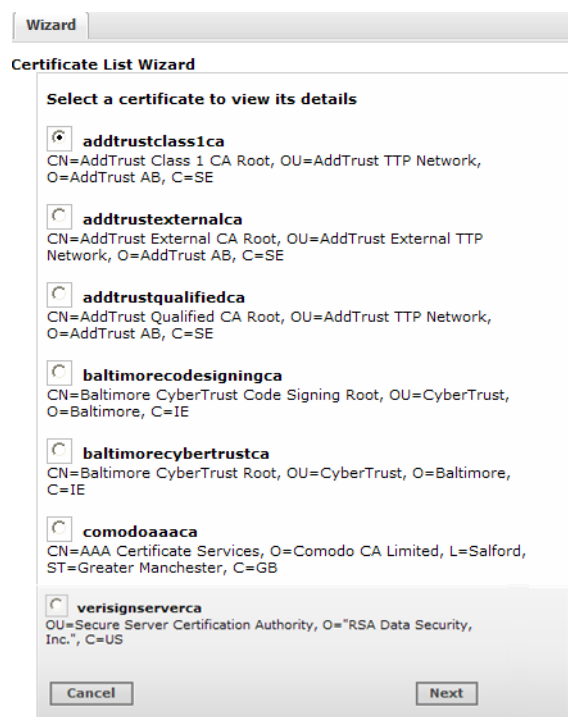 Wizard
Certificate List Wizard
Select a certificate to view its details
addtrustclass1ca
CN=AddTrust Class 1 CA Root, OU=AddTrust TTP Network,
O=AddTrust AB, C=SE
addtrustexternalca
CN=AddTrust External CA Root, OU=AddTrust External TTP
Network, O=AddTrust AB, C=SE
addtrustqualifiedca
CN=AddTrust Qualified CA Root, OU=AddTrust TTP Network,
O=AddTrust AB, C=SE
baltimorecodesigningca
CN=Baltimore CyberTrust Code Signing Root, OU=CyberTrust,
O=Baltimore, C=IE
baltimorecybertrustca
CN=Baltimore CyberTrust Root, OU=CyberTrust, O=Baltimore,
C=IE
comodoaaaca
CN=AAA Certificate Services, O=Comodo CA Limited, L=Salford,
ST=Greater Manchester, C=GB
verisignserverca
OU=Secure Server Certification Authority, O="RSA Data Security,
Inc.", C=US
Cancel Next